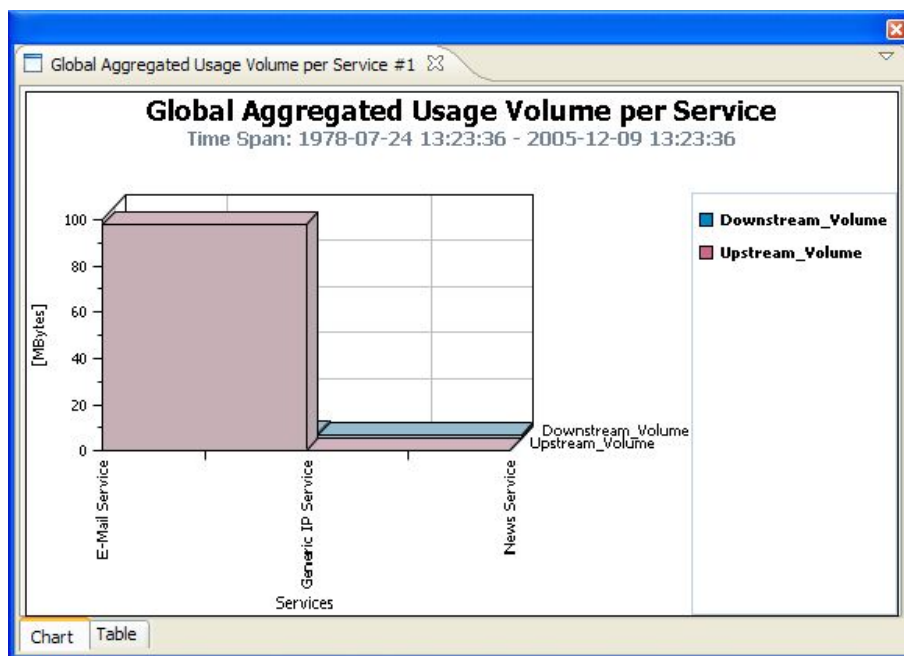 Global Aggregated Usage Volume per Service #1
Global Aggregated Usage Volume per Service
Time Span: 1978-07-24 13:23:36 - 2005-12-09 13:23:36
100
80
60
40
20
0
[MBytes]
Downstream_Volume
Upstream_Volume
Downstream_Volume
Upstream_Volume
E-Mail Service
Generic IP Service
News Service
Services
Chart
Table